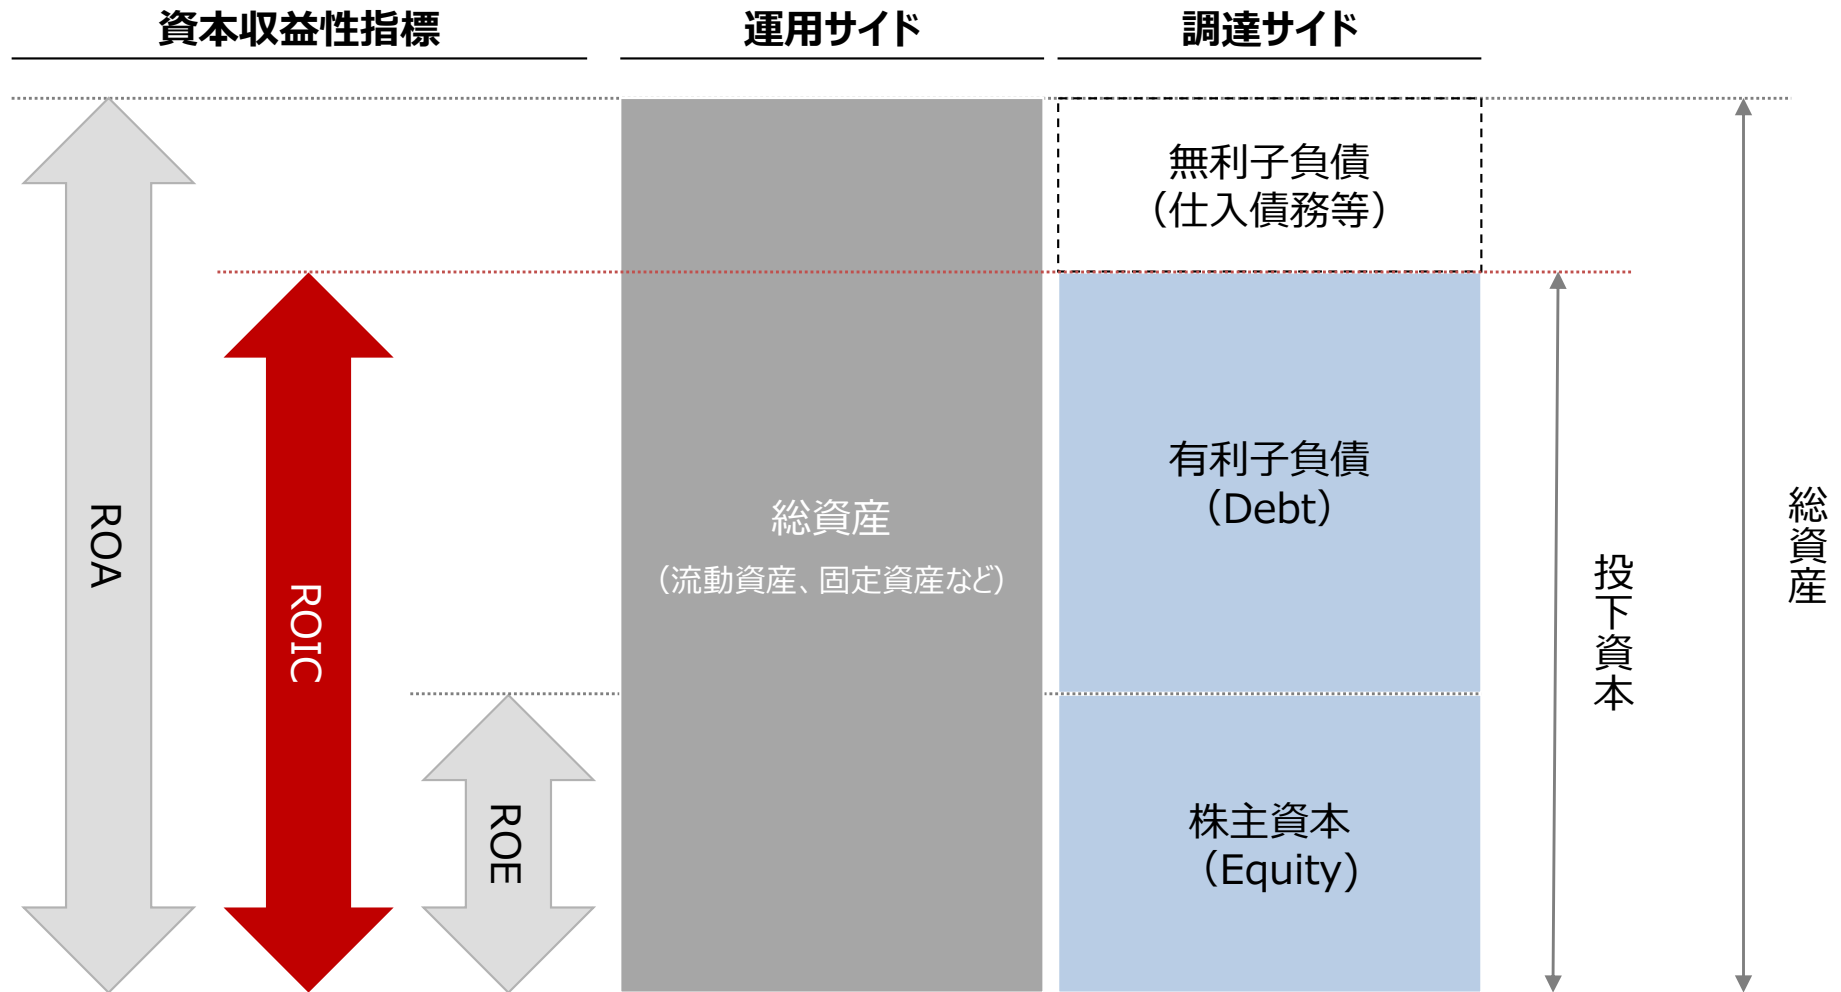 資本収益性指標
運用サイド
調達サイド
ROA
ROIC
ROE
総資産
（流動資産、固定資産など）
無利子負債
（仕入債務等）
有利子負債
（Debt）
株主資本
（Equity）
投下資本
総資産